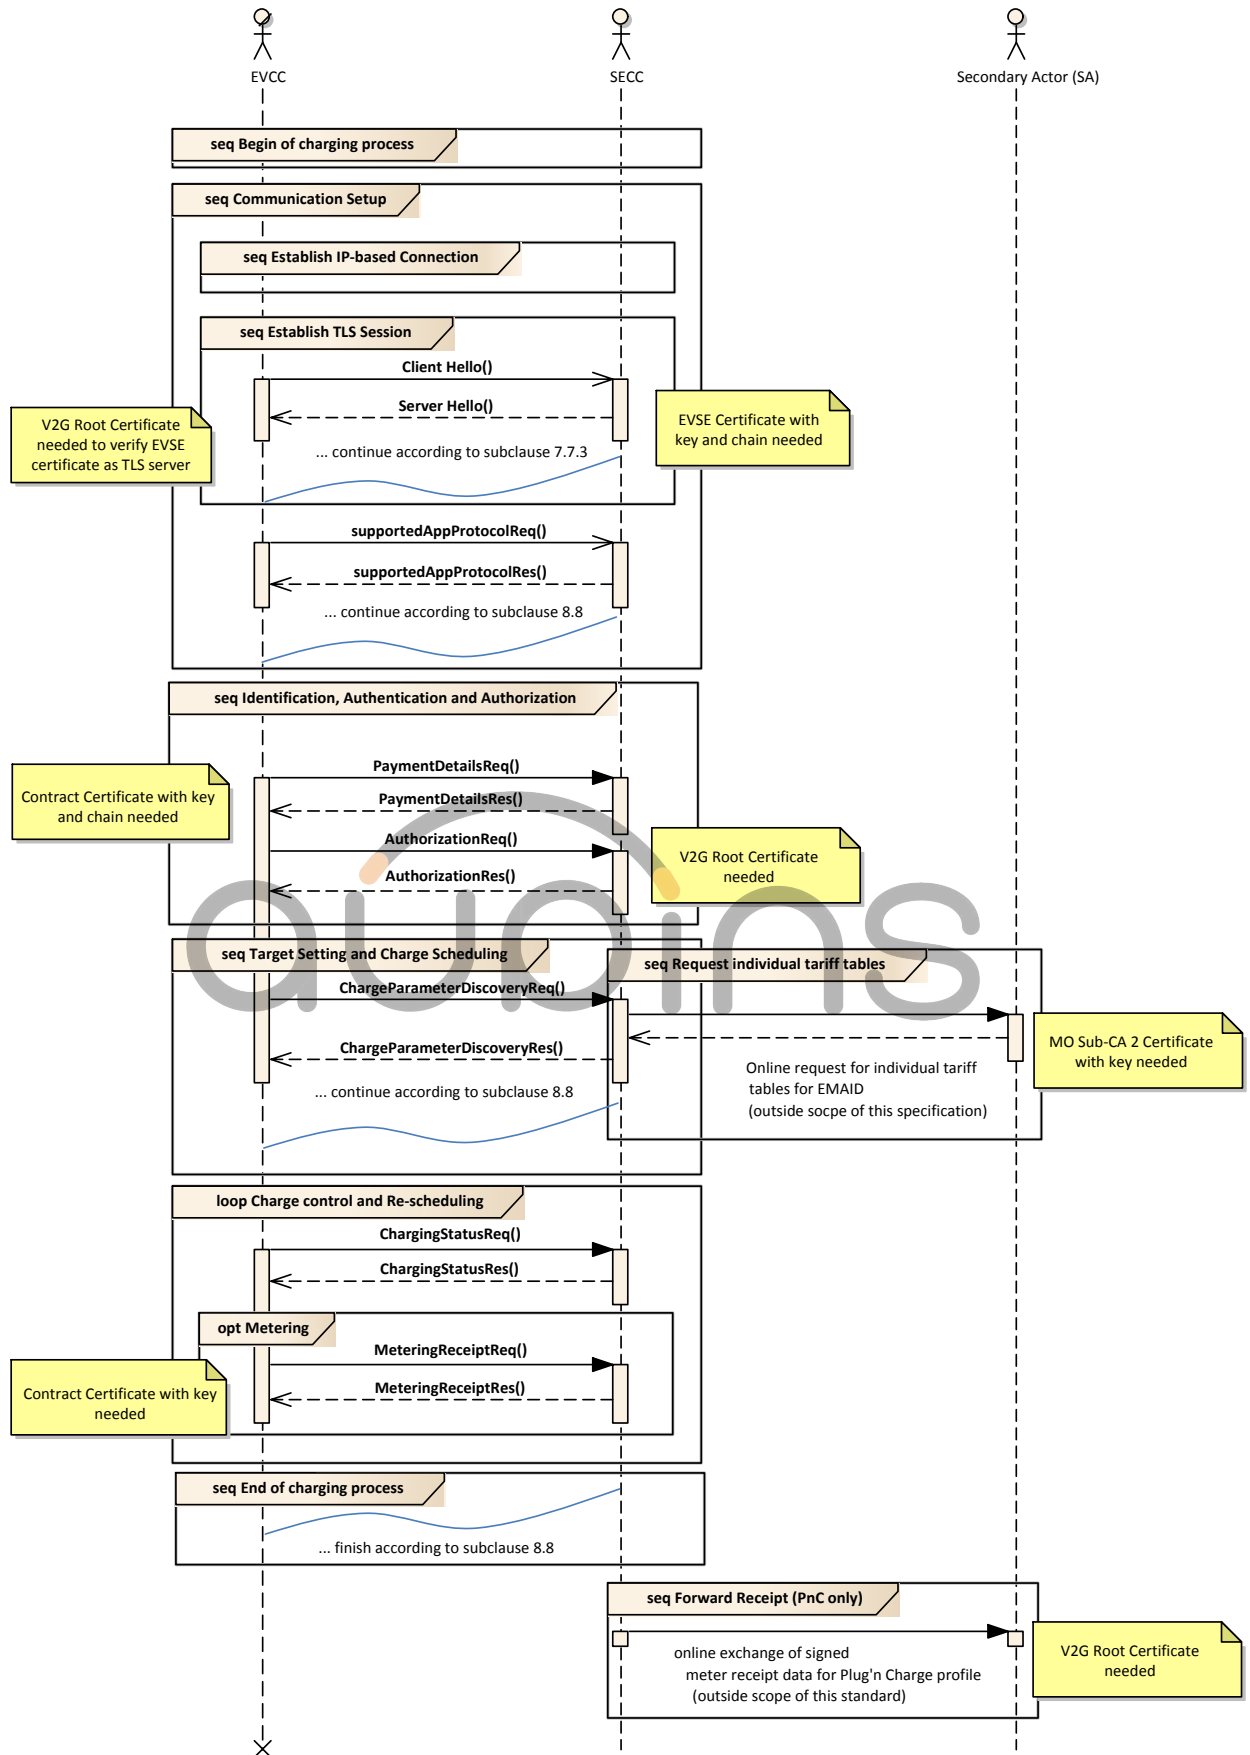 EVCC
SECC
Secondary Actor (SA)
seq Begin of charging process
seq Communication Setup
seq Establish IP-based Connection
seq Establish TLS Session
Client Hello()
Server Hello()
V2G Root Certificate
needed to verify EVSE
certificate as TLS server
EVSE Certificate with
key and chain needed
... continue according to subclause 7.7.3
supportedAppProtocolReq()
supportedAppProtocolRes()
... continue according to subclause 8.8
seq Identification, Authentication and Authorization
PaymentDetailsReq()
Contract Certificate with key
and chain needed
PaymentDetailsRes()
AuthorizationReq()
V2G Root Certificate
needed
AuthorizationRes()
seq Target Setting and Charge Scheduling
seq Request individual tariff tables
ChargeParameterDiscoveryReq()
MO Sub-CA 2 Certificate
with key needed
ChargeParameterDiscoveryRes()
Online request for individual tariff
tables for EMAID
(outside socpe of this specification)
... continue according to subclause 8.8
loop Charge control and Re-scheduling
ChargingStatusReq()
ChargingStatusRes()
opt Metering
MeteringReceiptReq()
Contract Certificate with key
needed
MeteringReceiptRes()
seq End of charging process
... finish according to subclause 8.8
seq Forward Receipt (PnC only)
online exchange of signed
meter receipt data for Plug'n Charge profile
(outside scope of this standard)
V2G Root Certificate
needed
aupins